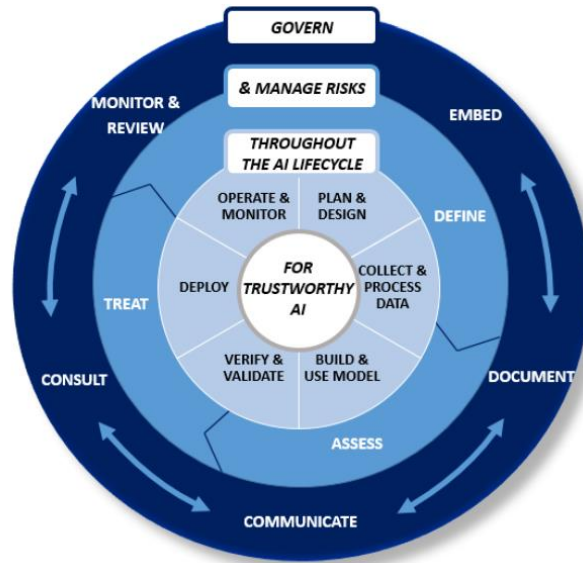 GOVERN
& MANAGE RISKS
THROUGHOUT
THE AI LIFECYCLE
MONITOR &
REVIEW
EMBED
OPERATE &
MONITOR
PLAN &
DESIGN
DEFINE
DEPLOY
FOR
TRUSTWORTHY
AI
COLLECT &
PROCESS
DATA
TREAT
VERIFY &
VALIDATE
BUILD &
USE MODEL
CONSULT
DOCUMENT
ASSESS
COMMUNICATE